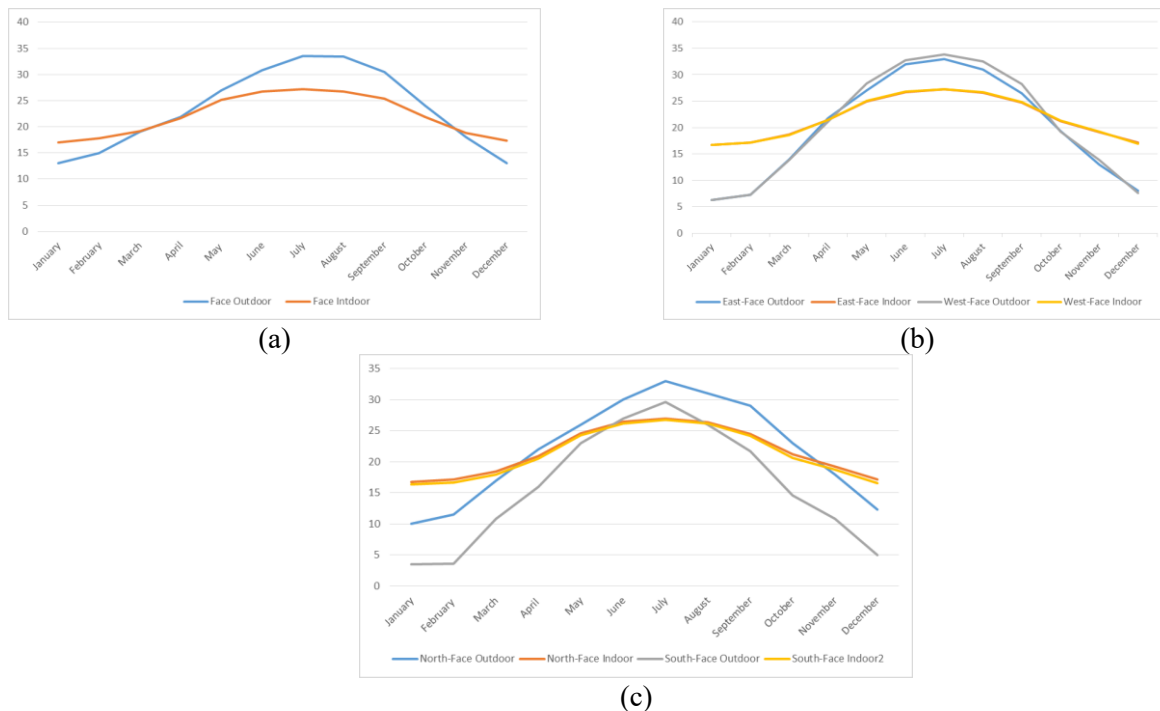 40
35
30
25
20
15
10
5
0
January
February
March
April
May
June
July
August
September
October
November
December
Face Outdoor
Face Intdoor
(a)
40
35
30
25
20
15
10
5
0
January
February
March
April
May
June
July
August
September
October
November
December
East-Face Outdoor
East-Face Indoor
West-Face Outdoor
West-Face Indoor
(b)
35
30
25
20
15
10
5
0
January
February
March
April
May
June
July
August
September
October
November
December
North-Face Outdoor
North-Face Indoor
South-Face Outdoor
South-Face Indoor2
(c)